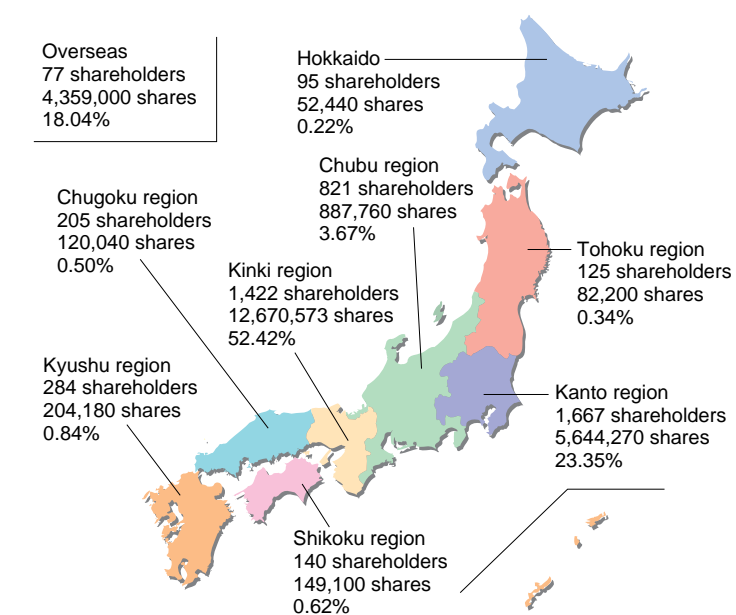 Overseas
77 shareholders
4,359,000 shares
18.04%
Hokkaido
95 shareholders
52,440 shares
0.22%
Chubu region
821 shareholders
887,760 shares
3.67%
Chugoku region
205 shareholders
120,040 shares
0.50%
Tohoku region
125 shareholders
82,200 shares
0.34%
Kinki region
1,422 shareholders
12,670,573 shares
52.42%
Kyushu region
284 shareholders
204,180 shares
0.84%
Kanto region
1,667 shareholders
5,644,270 shares
23.35%
Shikoku region
140 shareholders
149,100 shares
0.62%